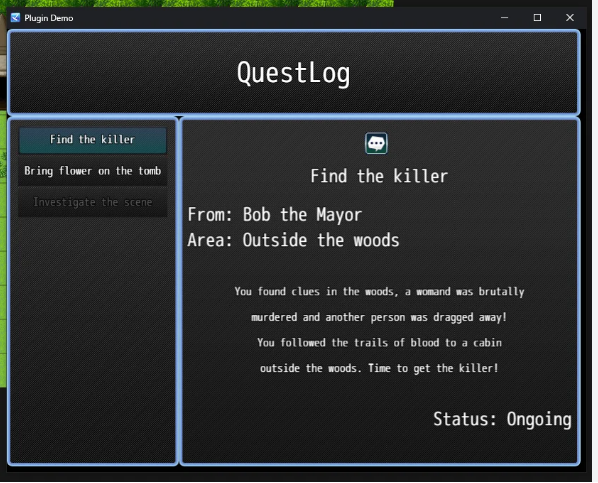 Plugin Demo
QuestLog
Find the killer
Bring flower on the tomb
Investigate the scene
Find the killer
From: Bob the Mayor
Area: Outside the woods
You found clues in the woods, a womand was brutally
murdered and another person was dragged away!
You followed the trails of blood to a cabin
outside the woods. Time to get the killer!
Status: Ongoing